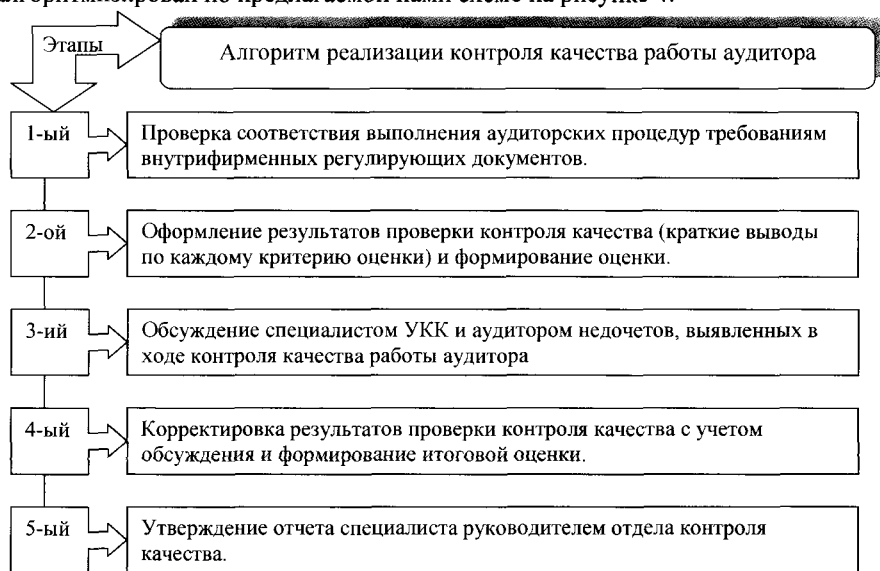 алгоритмизирован по предлагаемой нами схеме на рисунке 4.
Этапы
Алгоритм реализации контроля качества работы аудитора
1-ый
Проверка соответствия выполнения аудиторских процедур требованиям
внутрифирменных регулирующих документов.
2-ой
Оформление результатов проверки контроля качества (краткие выводы
по каждому критерию оценки) и формирование оценки.
3-ий
Обсуждение специалистом УКК и аудитором недочетов, выявленных в
ходе контроля качества работы аудитора
4-ый
Корректировка результатов проверки контроля качества с учетом
обсуждения и формирование итоговой оценки.
5-ый
Утверждение отчета специалиста руководителем отдела контроля
качества.